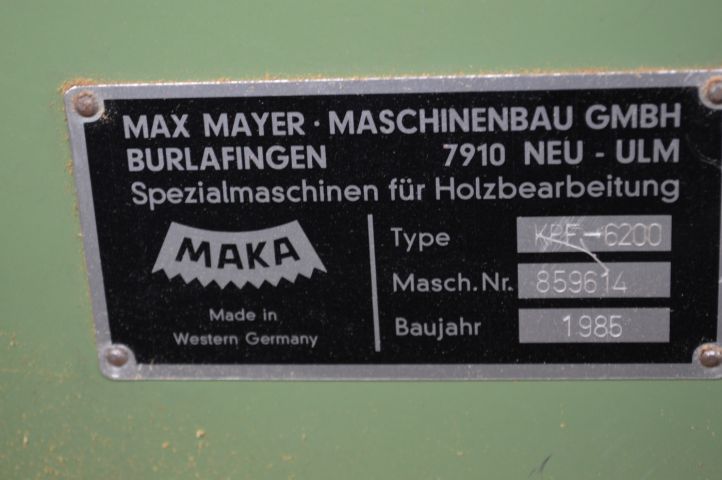 MAX MAYER · MASCHINENBAU GMBH
BURLAFINGEN 7910 NEU - ULM
Spezialmaschinen für Holzbearbeitung
MAKA
Made in
Western Germany
Type KPF-6200
Masch.Nr. 859614
Baujahr 1985